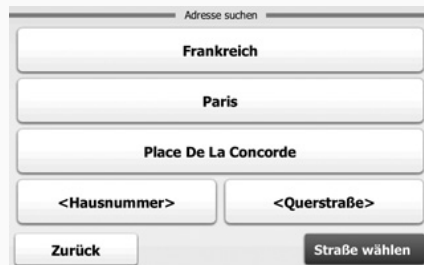 Adresse suchen
Frankreich
Paris
Place De La Concorde
<Hausnummer> <Querstraße>
Zurück Straße wählen